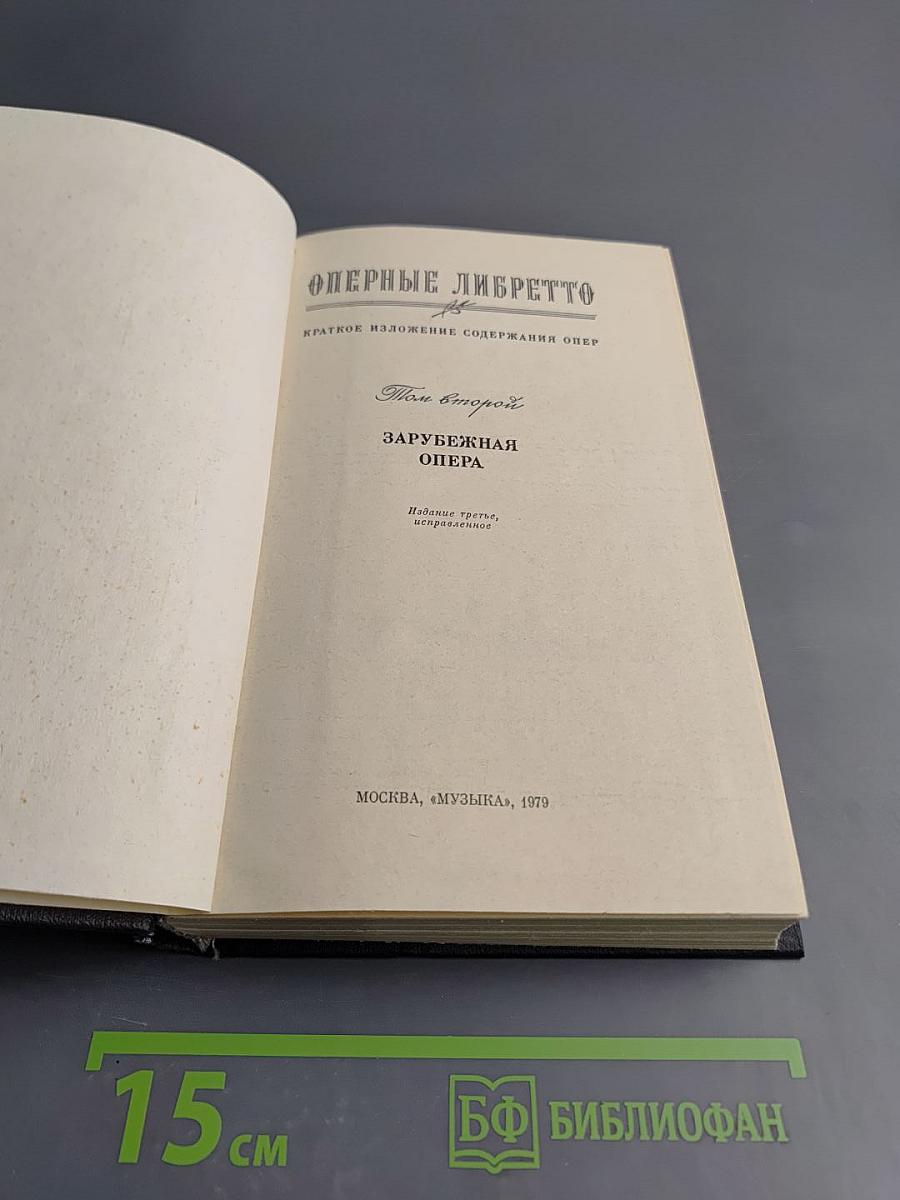 ОПЕРНЫЕ ЛИБРЕТТО
КРАТКОЕ ИЗЛОЖЕНИЕ СОДЕРЖАНИЯ ОПЕР
Том второй
ЗАРУБЕЖНАЯ
ОПЕРА
Издание третье,
исправленное
МОСКВА, «МУЗЫКА», 1979
15 см
БФ БИБЛИОФАН